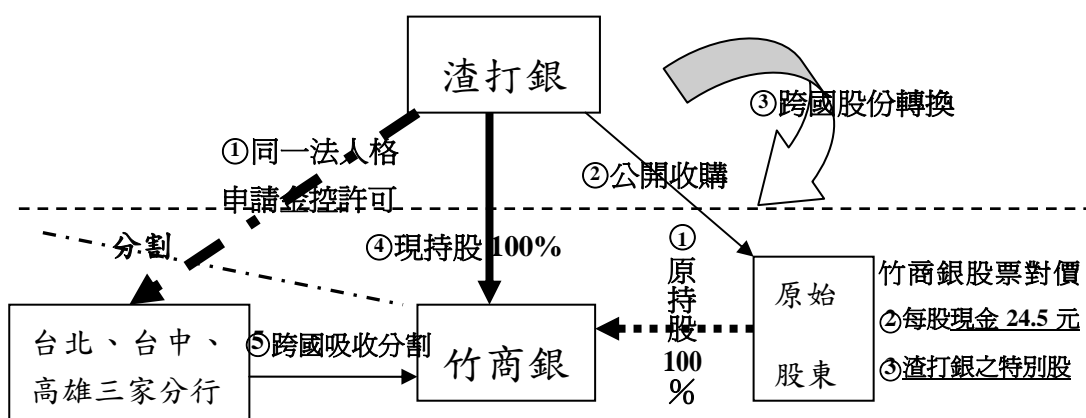 渣打銀
③跨國股份轉換
①同一法人格
申請金控許可
②公開收購
分割
④現持股 100%
①原持股100%
原始
股東
竹商銀股票對價
②每股現金 24.5 元
③渣打銀之特別股
台北、台中、
高雄三家分行
⑤跨國吸收分割
竹商銀